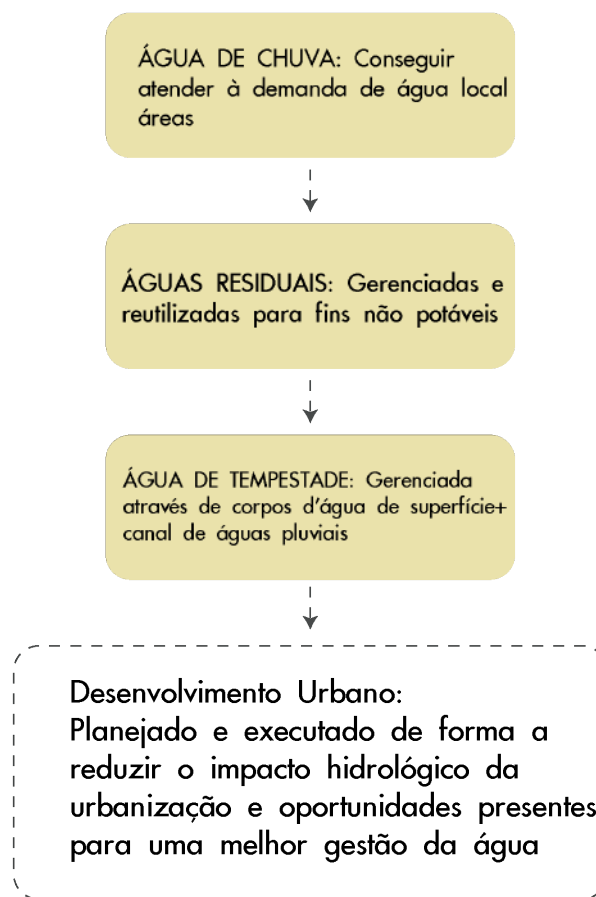 ÁGUA DE CHUVA: Conseguir
atender à demanda de água local
áreas
ÁGUAS RESIDUAIS: Gerenciadas e
reutilizadas para fins não potáveis
ÁGUA DE TEMPESTADE: Gerenciada
através de corpos d’água de superfície+
canal de águas pluviais
Desenvolvimento Urbano:
Planejado e executado de forma a
reduzir o impacto hidrológico da
urbanização e oportunidades presentes
para uma melhor gestão da água